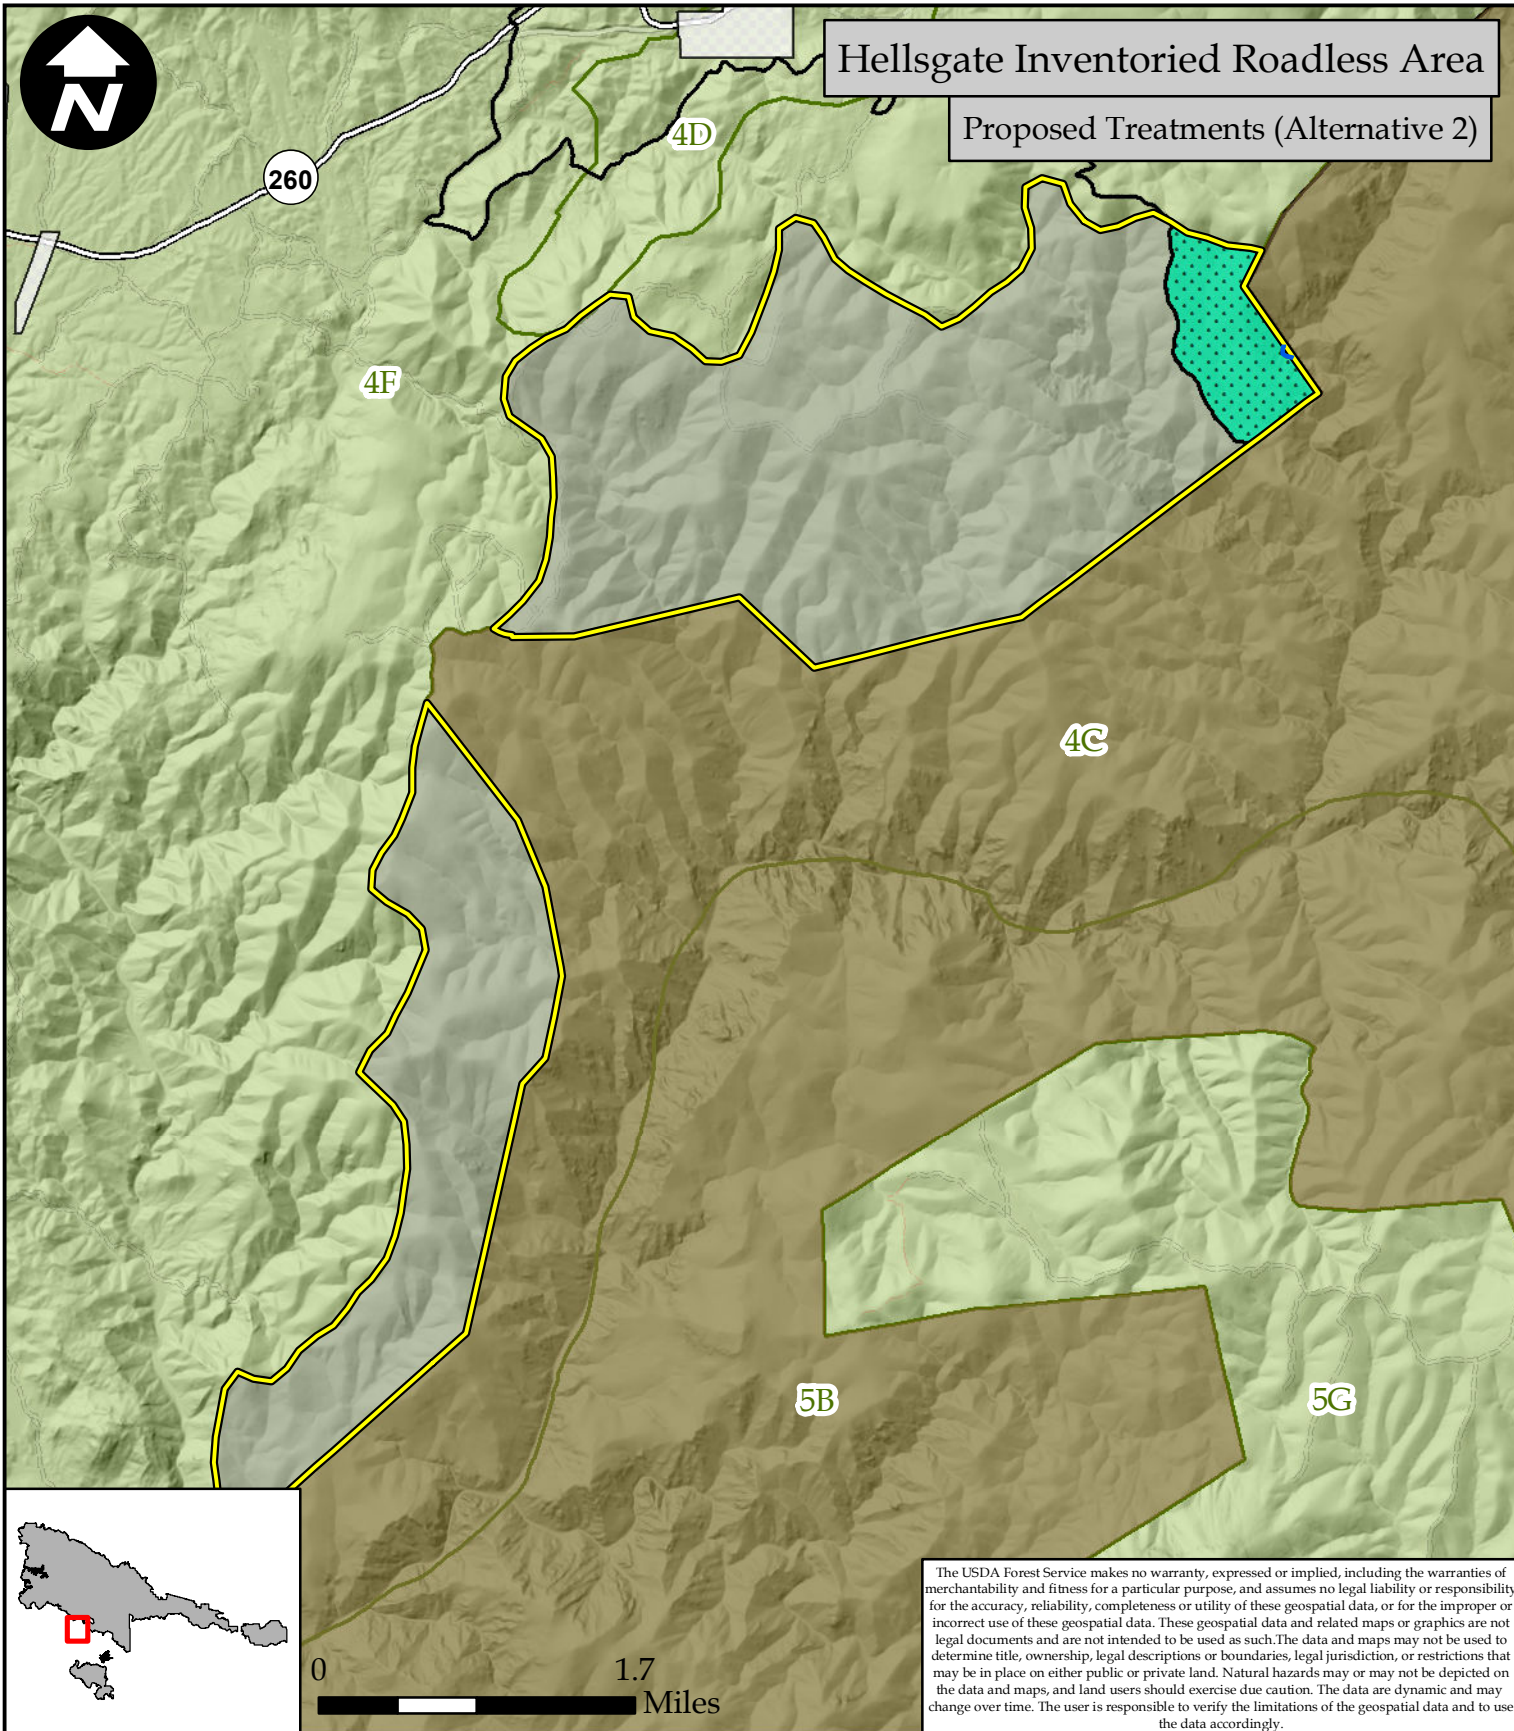 Hellsgate Inventoried Roadless Area
Proposed Treatments (Alternative 2)
N
260
4D
4F
4C
5B
5G
0 1.7
Miles
The USDA Forest Service makes no warranty, expressed or implied, including the warranties of
merchantability and fitness for a particular purpose, and assumes no legal liability or responsibility
for the accuracy, reliability, completeness or utility of these geospatial data, or for the improper or
incorrect use of these geospatial data. These geospatial data and related maps or graphics are not
legal documents and are not intended to be used as such.The data and maps may not be used to
determine title, ownership, legal descriptions or boundaries, legal jurisdiction, or restrictions that
may be in place on either public or private land. Natural hazards may or may not be depicted on
the data and maps, and land users should exercise due caution. The data are dynamic and may
change over time. The user is responsible to verify the limitations of the geospatial data and to use
the data accordingly.